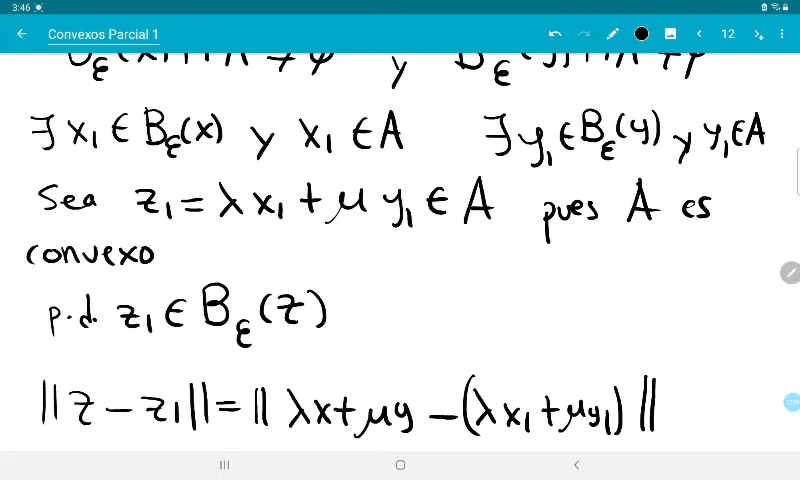 3:46
Convexos Parcial 1
12
∃ x₁ ∈ B_ε(x) y x₁ ∈ A ∃ y₁ ∈ B_ε(y) y y₁ ∈ A
Sea z₁ = λx₁ + μy₁ ∈ A pues A es
convexo
p.d. z₁ ∈ B_ε(z)
||z - z₁|| = || λx + μy - (λx₁ + μy₁) ||